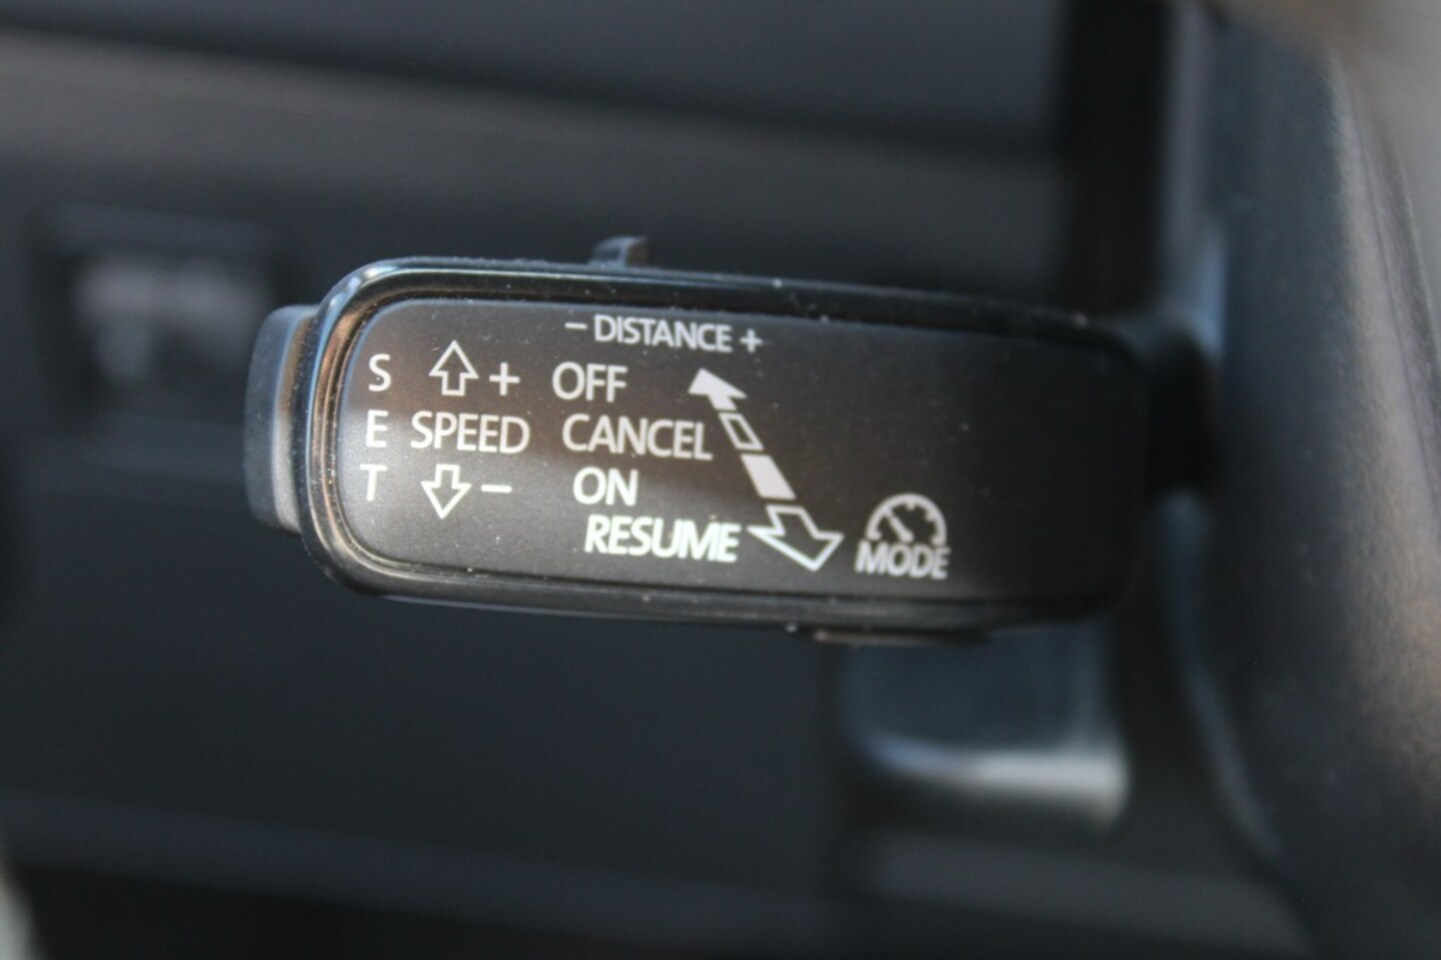 − DISTANCE +
S + OFF
E SPEED CANCEL
T − ON
RESUME
MODE